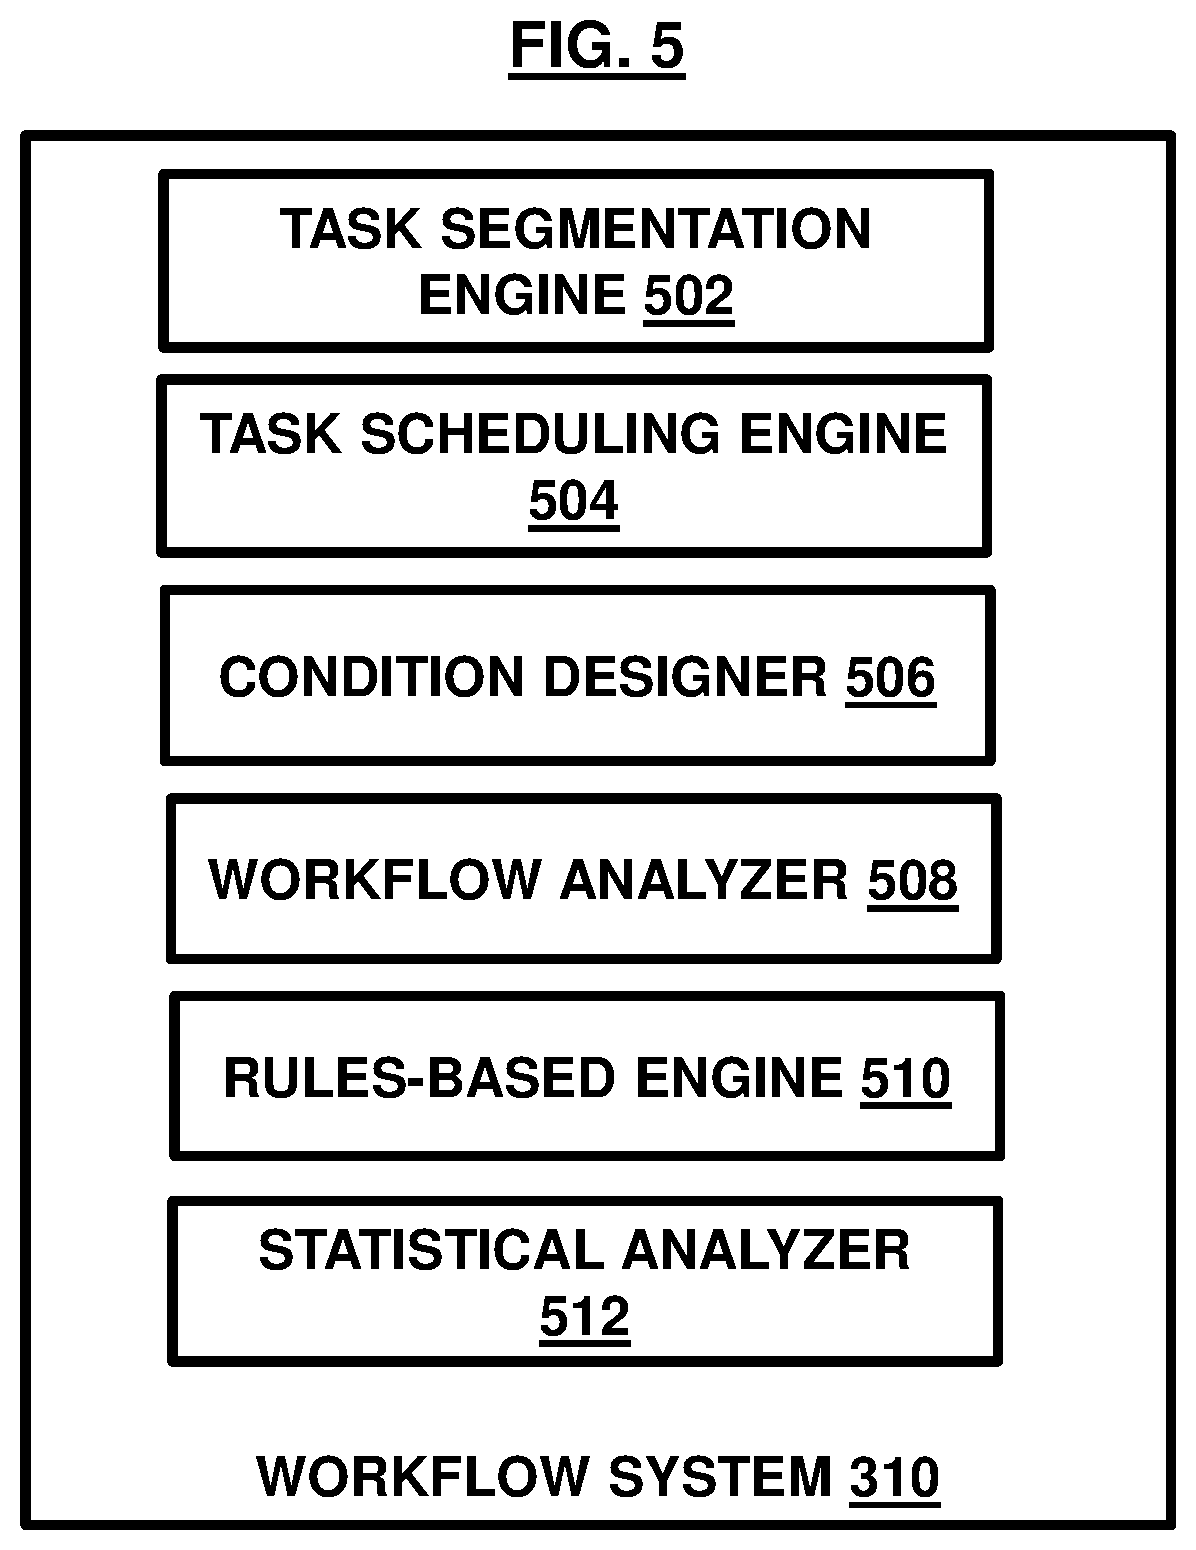 FIG. 5
TASK SEGMENTATION
ENGINE 502
TASK SCHEDULING ENGINE
504
CONDITION DESIGNER 506
WORKFLOW ANALYZER 508
RULES-BASED ENGINE 510
STATISTICAL ANALYZER
512
WORKFLOW SYSTEM 310